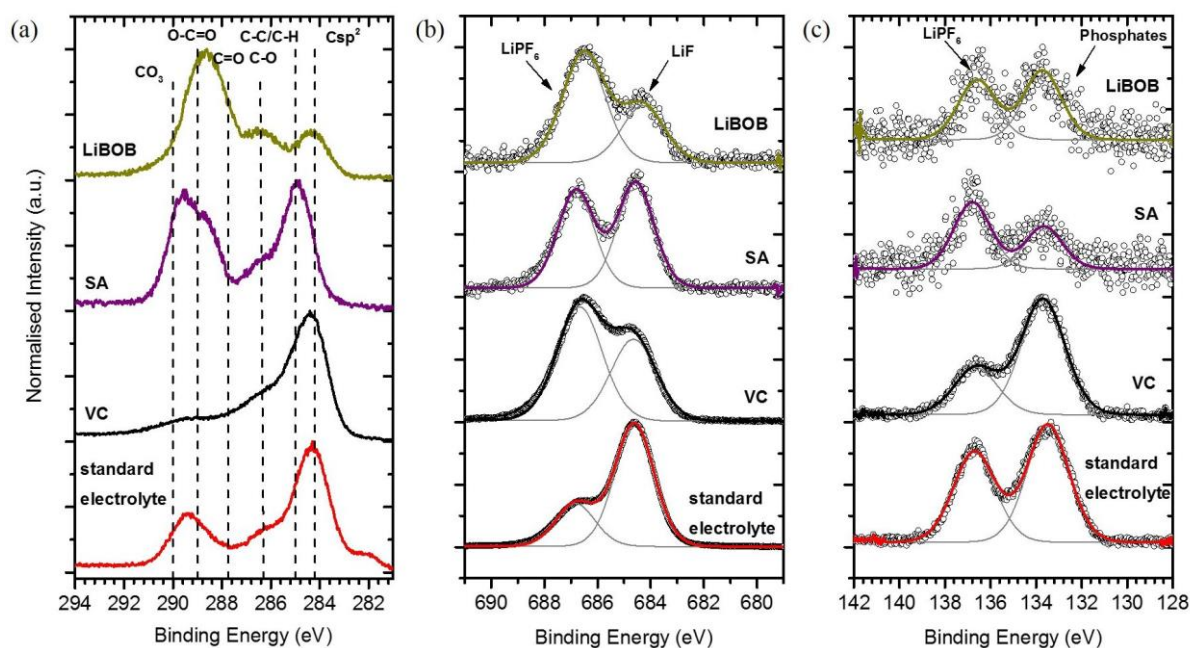 (a)
O-C=O C-C/C-H Csp²
CO₃ C=O C-O
LiBOB
SA
VC
standard
electrolyte
Normalised Intensity (a.u.)
294 292 290 288 286 284 282
Binding Energy (eV)
(b)
LiPF₆ LiF
LiBOB
SA
VC
standard
electrolyte
690 688 686 684 682 680
Binding Energy (eV)
(c)
LiPF₆ Phosphates
LiBOB
SA
VC
standard
electrolyte
142 140 138 136 134 132 130 128
Binding Energy (eV)